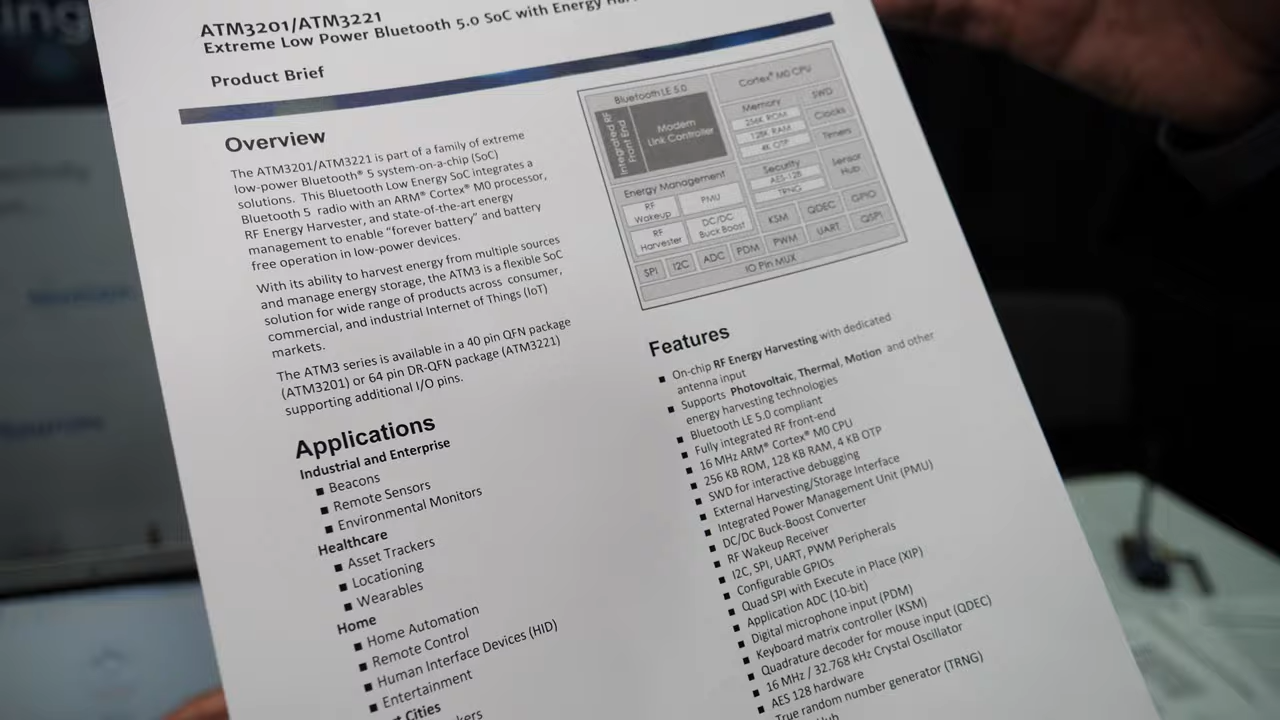 ing
ATM3201/ATM3221
Extreme Low Power Bluetooth 5.0 SoC with Energy
Product Brief
Overview
The ATM3201/ATM3221 is part of a family of extreme
low-power Bluetooth® 5 system-on-a-chip (SoC)
solutions. This Bluetooth Low Energy SoC integrates a
Bluetooth 5 radio with an ARM® Cortex® M0 processor,
RF Energy Harvester, and state-of-the-art energy
management to enable “forever battery” and battery
free operation in low-power devices.
With its ability to harvest energy from multiple sources
and manage energy storage, the ATM3 is a flexible SoC
solution for wide range of products across consumer,
commercial, and industrial Internet of Things (IoT)
markets.
The ATM3 series is available in a 40 pin QFN package
(ATM3201) or 64 pin DR-QFN package (ATM3221)
supporting additional I/O pins.
Applications
Industrial and Enterprise
■ Beacons
■ Remote Sensors
■ Environmental Monitors
Healthcare
■ Asset Trackers
■ Locationing
■ Wearables
Home
■ Home Automation
■ Remote Control
■ Human Interface Devices (HID)
■ Entertainment
Cities
Bluetooth LE 5.0
Integrated RF
Front End
Modem
Link Controller
Cortex® M0 CPU
Memory
256K ROM
128K RAM
4K OTP
SWD
Clocks
Timers
Security
AES-128
TRNG
Sensor
Hub
Energy Management
RF
Wakeup
PMU
RF
Harvester
DC/DC
Buck Boost
KSM
QDEC
GPIO
SPI
I2C
ADC
PDM
PWM
UART
QSPI
IO Pin MUX
Features
■ On-chip RF Energy Harvesting with dedicated
antenna input
■ Supports Photovoltaic, Thermal, Motion and other
energy harvesting technologies
■ Bluetooth LE 5.0 compliant
■ Fully integrated RF front-end
■ 16 MHz ARM® Cortex® M0 CPU
■ 256 KB ROM, 128 KB RAM, 4 KB OTP
■ SWD for interactive debugging
■ External Harvesting/Storage Interface
■ Integrated Power Management Unit (PMU)
■ DC/DC Buck-Boost Converter
■ RF Wakeup Receiver
■ I2C, SPI, UART, PWM Peripherals
■ Configurable GPIOs
■ Quad SPI with Execute in Place (XIP)
■ Application ADC (10-bit)
■ Digital microphone input (PDM)
■ Keyboard matrix controller (KSM)
■ Quadrature decoder for mouse input (QDEC)
■ 16 MHz / 32.768 kHz Crystal Oscillator
■ AES 128 hardware
■ True random number generator (TRNG)
Hub